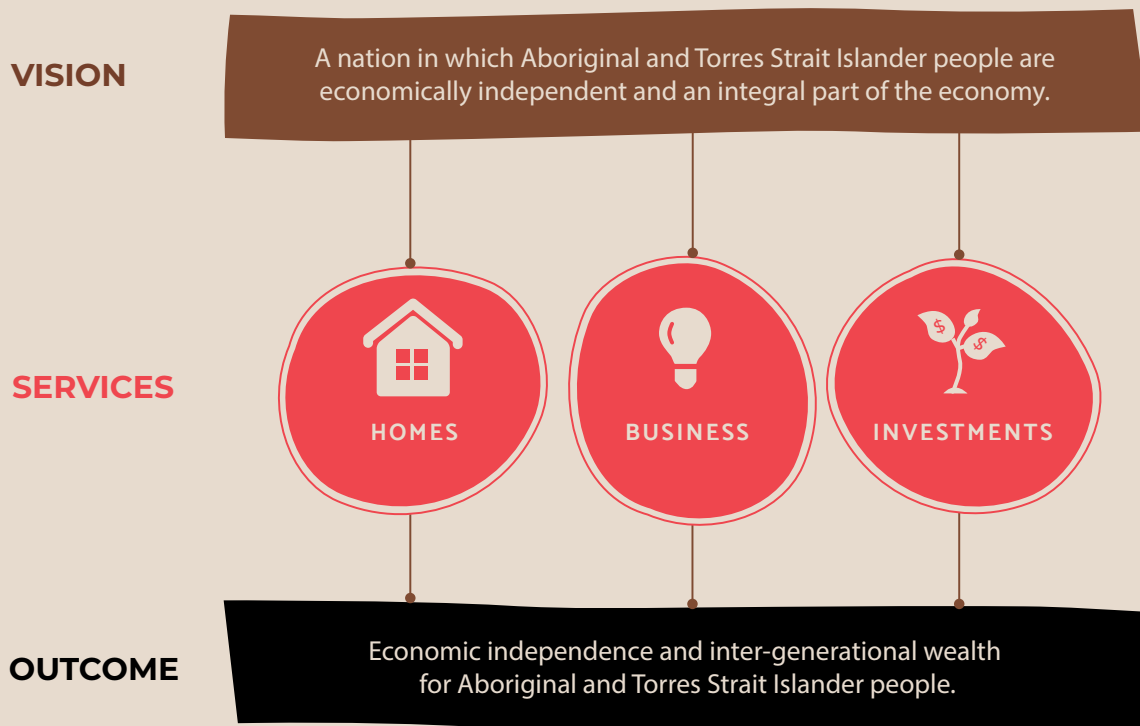 VISION
A nation in which Aboriginal and Torres Strait Islander people are
economically independent and an integral part of the economy.
SERVICES
$ $
HOMES
BUSINESS
INVESTMENTS
OUTCOME
Economic independence and inter-generational wealth
for Aboriginal and Torres Strait Islander people.